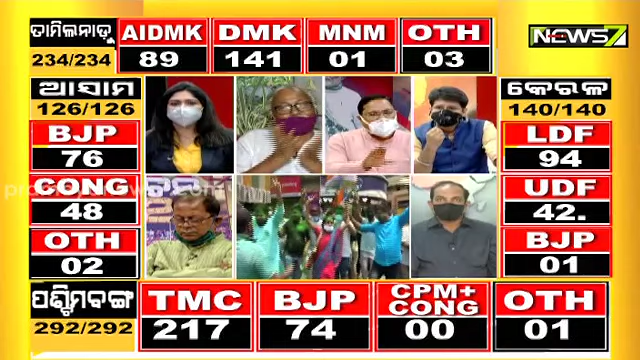 ତାମିଲନାଡୁ
234/234
AIDMK DMK MNM OTH
89 141 01 03
NEWS7
ଆସାମ
126/126
BJP
76
CONG
48
OTH
02
କେରଳ
140/140
LDF
94
UDF
42.
BJP
01
ପଶ୍ଚିମବଙ୍ଗ
292/292
TMC BJP CPM+ CONG OTH
217 74 00 01